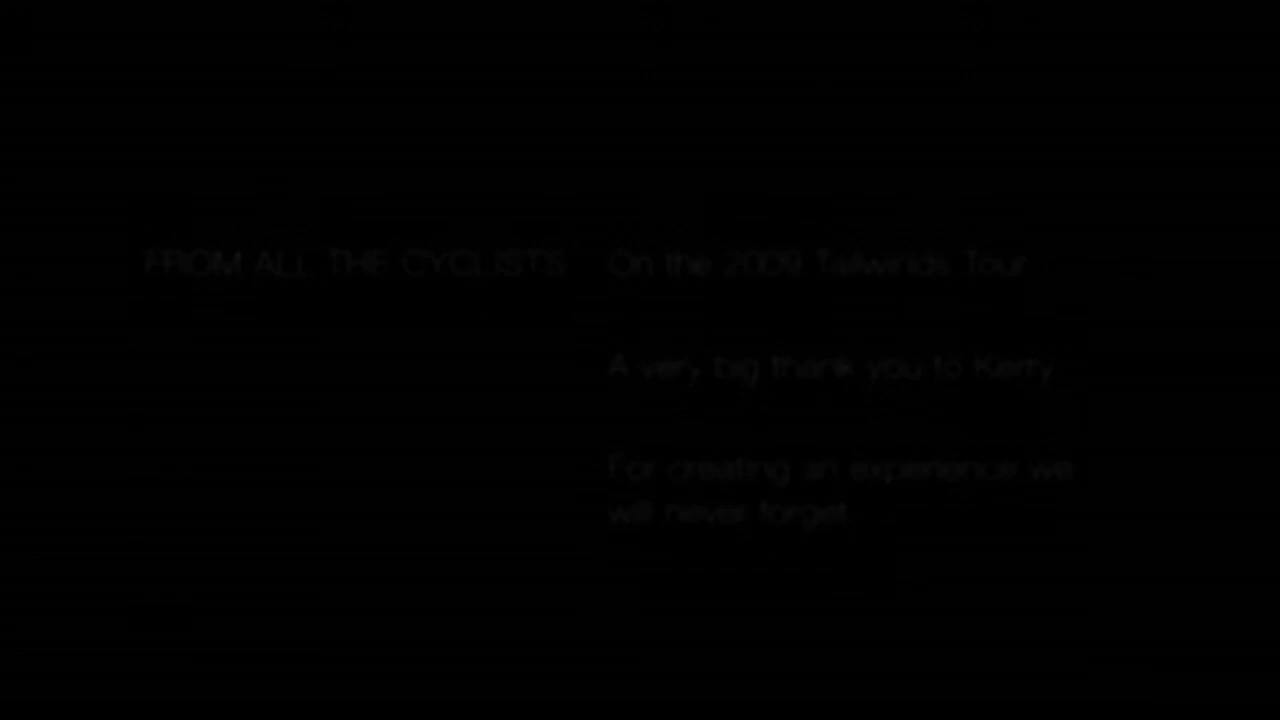 FROM ALL THE CYCLISTS
On the 2009 Tailwinds Tour
A very big thank you to Kerry
For creating an experience we
will never forget.